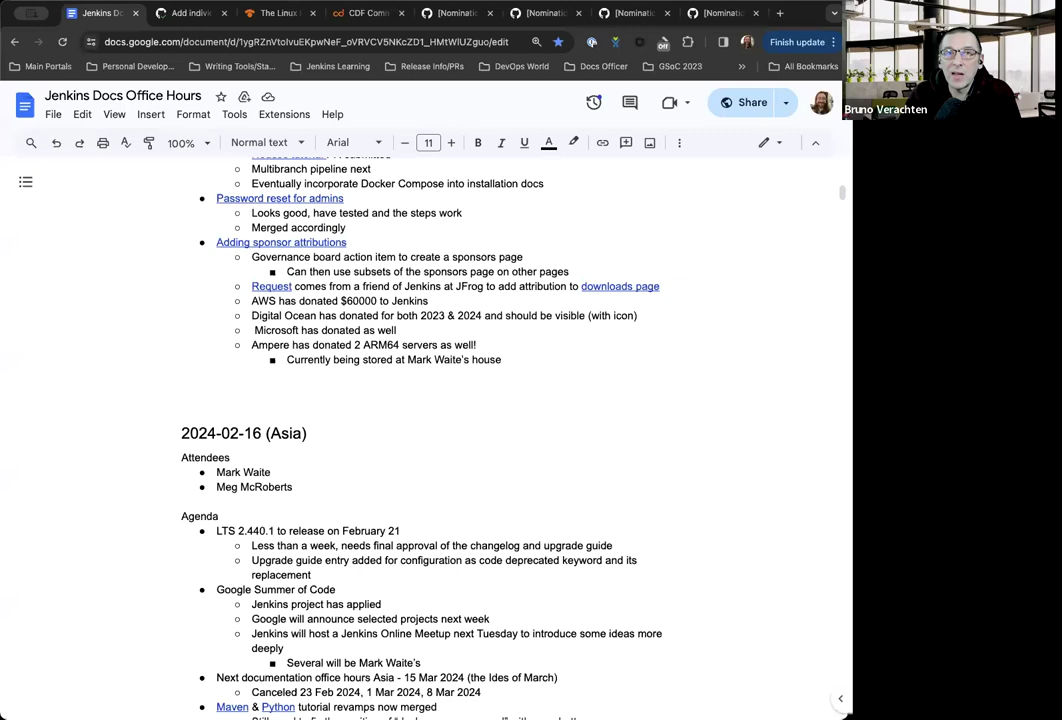 Jenkins Docs
Add indivi
The Linux
CDF Comm
[Nominatic
[Nominatic
[Nominatic
[Nominatic
docs.google.com/document/d/1ygRZnVtoIvuEKpwNeF_oVRVCV5NKcZD1_HMtWlUZguo/edit
Off
Finish update
Main Portals
Personal Develop...
Writing Tools/Sta...
Jenkins Learning
Release Info/PRs
DevOps World
Docs Officer
GSoC 2023
All Bookmarks
Bruno Verachten
Jenkins Docs Office Hours
File Edit View Insert Format Tools Extensions Help
Share
100%
Normal text
Arial
11
Multibranch pipeline next
Eventually incorporate Docker Compose into installation docs
Password reset for admins
Looks good, have tested and the steps work
Merged accordingly
Adding sponsor attributions
Governance board action item to create a sponsors page
Can then use subsets of the sponsors page on other pages
Request comes from a friend of Jenkins at JFrog to add attribution to downloads page
AWS has donated $60000 to Jenkins
Digital Ocean has donated for both 2023 & 2024 and should be visible (with icon)
Microsoft has donated as well
Ampere has donated 2 ARM64 servers as well!
Currently being stored at Mark Waite's house
2024-02-16 (Asia)
Attendees
Mark Waite
Meg McRoberts
Agenda
LTS 2.440.1 to release on February 21
Less than a week, needs final approval of the changelog and upgrade guide
Upgrade guide entry added for configuration as code deprecated keyword and its
replacement
Google Summer of Code
Jenkins project has applied
Google will announce selected projects next week
Jenkins will host a Jenkins Online Meetup next Tuesday to introduce some ideas more
deeply
Several will be Mark Waite's
Next documentation office hours Asia - 15 Mar 2024 (the Ides of March)
Canceled 23 Feb 2024, 1 Mar 2024, 8 Mar 2024
Maven & Python tutorial revamps now merged